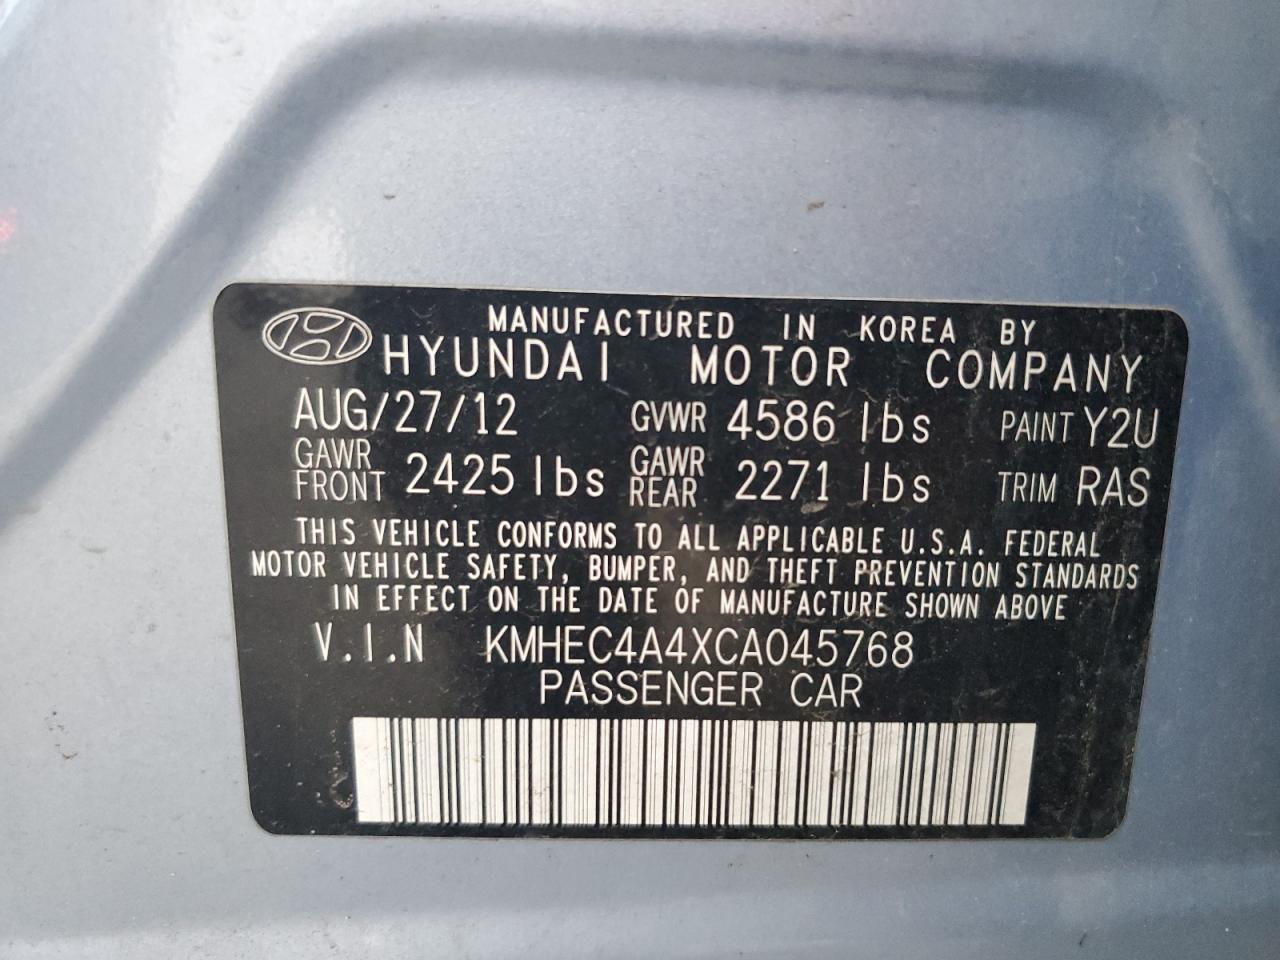 MANUFACTURED IN KOREA BY
HYUNDAI MOTOR COMPANY
AUG/27/12 GVWR 4586 lbs PAINT Y2U
GAWR FRONT 2425 lbs GAWR REAR 2271 lbs TRIM RAS
THIS VEHICLE CONFORMS TO ALL APPLICABLE U.S.A. FEDERAL
MOTOR VEHICLE SAFETY, BUMPER, AND THEFT PREVENTION STANDARDS
IN EFFECT ON THE DATE OF MANUFACTURE SHOWN ABOVE
V.I.N KMHEC4A4XCA045768
PASSENGER CAR